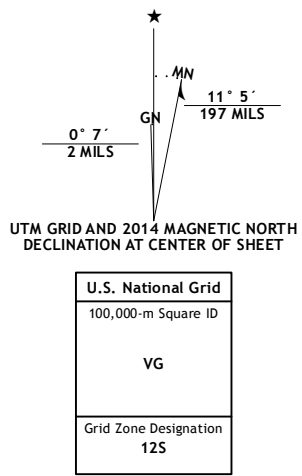 ★
MN
GN
11° 5´
197 MILS
0° 7´
2 MILS
UTM GRID AND 2014 MAGNETIC NORTH
DECLINATION AT CENTER OF SHEET
U.S. National Grid
100,000-m Square ID
VG
Grid Zone Designation
12S